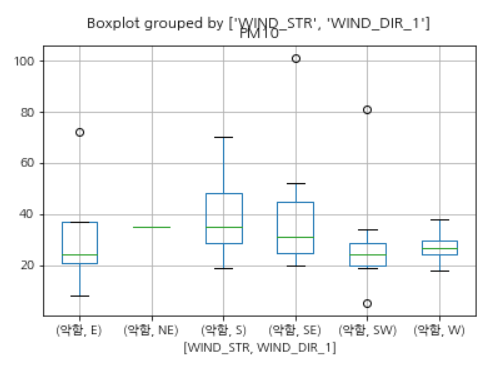 Boxplot grouped by ['WIND_STR', 'WIND_DIR_1']
PM10
100
80
60
40
20
(약함, E) (약함, NE) (약함, S) (약함, SE) (약함, SW) (약함, W)
[WIND_STR, WIND_DIR_1]